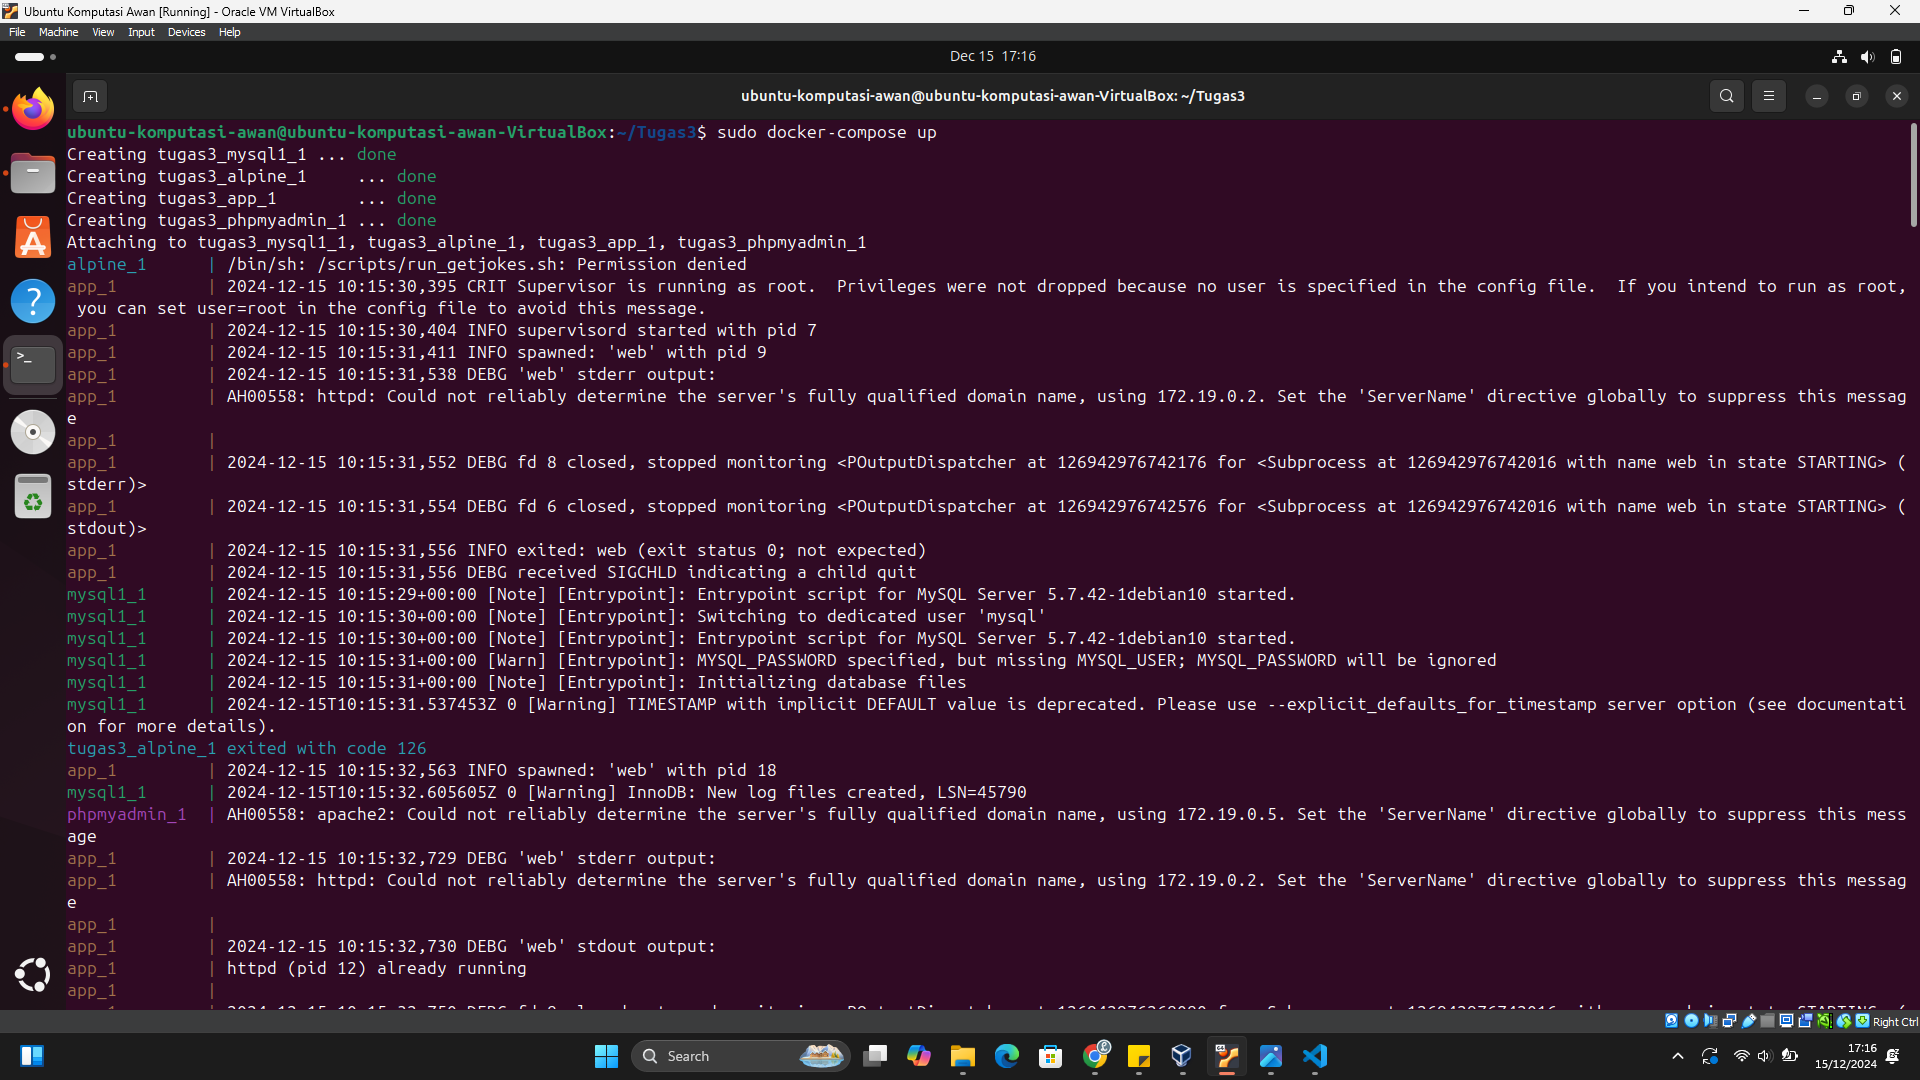 Ubuntu Komputasi Awan [Running] - Oracle VM VirtualBox
File Machine View Input Devices Help
Dec 15 17:16
ubuntu-komputasi-awan@ubuntu-komputasi-awan-VirtualBox: ~/Tugas3
ubuntu-komputasi-awan@ubuntu-komputasi-awan-VirtualBox:~/Tugas3$ sudo docker-compose up
Creating tugas3_mysql1_1 ... done
Creating tugas3_alpine_1     ... done
Creating tugas3_app_1        ... done
Creating tugas3_phpmyadmin_1 ... done
Attaching to tugas3_mysql1_1, tugas3_alpine_1, tugas3_app_1, tugas3_phpmyadmin_1
alpine_1      | /bin/sh: /scripts/run_getjokes.sh: Permission denied
app_1         | 2024-12-15 10:15:30,395 CRIT Supervisor is running as root.  Privileges were not dropped because no user is specified in the config file.  If you intend to run as root,
you can set user=root in the config file to avoid this message.
app_1         | 2024-12-15 10:15:30,404 INFO supervisord started with pid 7
app_1         | 2024-12-15 10:15:31,411 INFO spawned: 'web' with pid 9
app_1         | 2024-12-15 10:15:31,538 DEBG 'web' stderr output:
app_1         | AH00558: httpd: Could not reliably determine the server's fully qualified domain name, using 172.19.0.2. Set the 'ServerName' directive globally to suppress this messag
e
app_1         |
app_1         | 2024-12-15 10:15:31,552 DEBG fd 8 closed, stopped monitoring <POutputDispatcher at 126942976742176 for <Subprocess at 126942976742016 with name web in state STARTING> (
stderr)>
app_1         | 2024-12-15 10:15:31,554 DEBG fd 6 closed, stopped monitoring <POutputDispatcher at 126942976742576 for <Subprocess at 126942976742016 with name web in state STARTING> (
stdout)>
app_1         | 2024-12-15 10:15:31,556 INFO exited: web (exit status 0; not expected)
app_1         | 2024-12-15 10:15:31,556 DEBG received SIGCHLD indicating a child quit
mysql1_1      | 2024-12-15 10:15:29+00:00 [Note] [Entrypoint]: Entrypoint script for MySQL Server 5.7.42-1debian10 started.
mysql1_1      | 2024-12-15 10:15:30+00:00 [Note] [Entrypoint]: Switching to dedicated user 'mysql'
mysql1_1      | 2024-12-15 10:15:30+00:00 [Note] [Entrypoint]: Entrypoint script for MySQL Server 5.7.42-1debian10 started.
mysql1_1      | 2024-12-15 10:15:31+00:00 [Warn] [Entrypoint]: MYSQL_PASSWORD specified, but missing MYSQL_USER; MYSQL_PASSWORD will be ignored
mysql1_1      | 2024-12-15 10:15:31+00:00 [Note] [Entrypoint]: Initializing database files
mysql1_1      | 2024-12-15T10:15:31.537453Z 0 [Warning] TIMESTAMP with implicit DEFAULT value is deprecated. Please use --explicit_defaults_for_timestamp server option (see documentati
on for more details).
tugas3_alpine_1 exited with code 126
app_1         | 2024-12-15 10:15:32,563 INFO spawned: 'web' with pid 18
mysql1_1      | 2024-12-15T10:15:32.605605Z 0 [Warning] InnoDB: New log files created, LSN=45790
phpmyadmin_1  | AH00558: apache2: Could not reliably determine the server's fully qualified domain name, using 172.19.0.5. Set the 'ServerName' directive globally to suppress this mess
age
app_1         | 2024-12-15 10:15:32,729 DEBG 'web' stderr output:
app_1         | AH00558: httpd: Could not reliably determine the server's fully qualified domain name, using 172.19.0.2. Set the 'ServerName' directive globally to suppress this messag
e
app_1         |
app_1         | 2024-12-15 10:15:32,730 DEBG 'web' stdout output:
app_1         | httpd (pid 12) already running
app_1         |
Right Ctrl
Search
17:16
15/12/2024